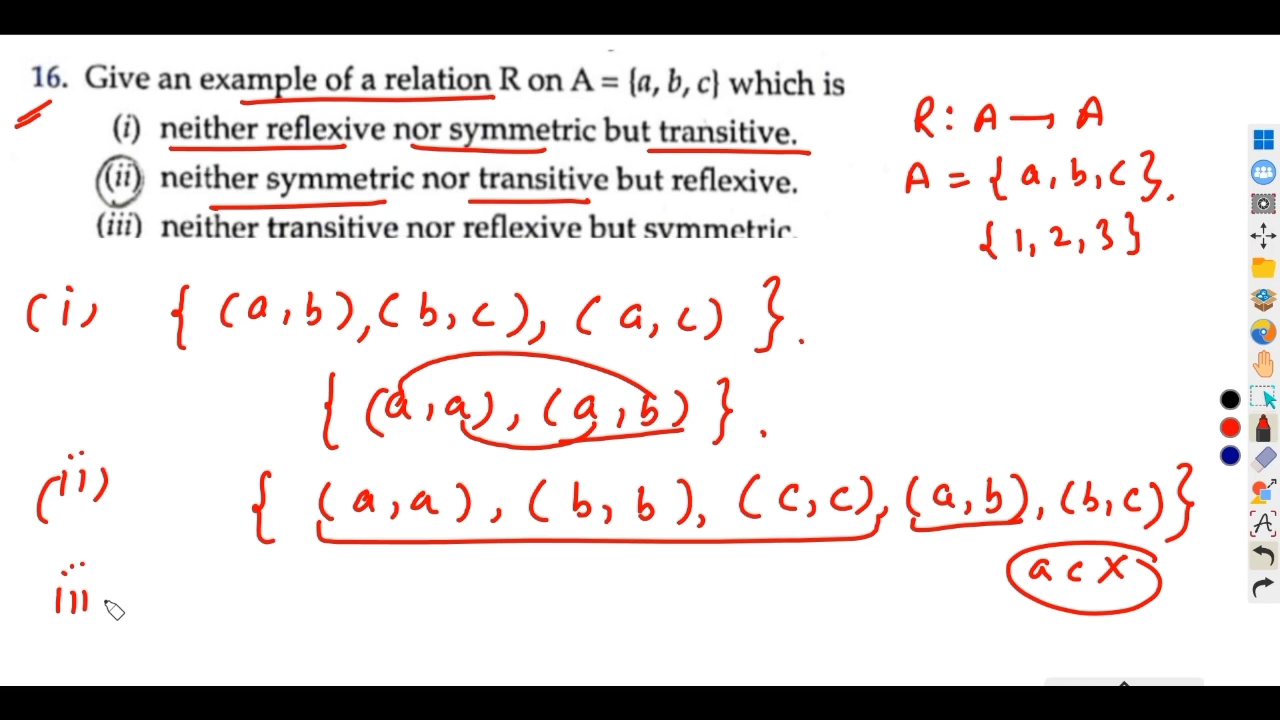 16. Give an example of a relation R on A = {a, b, c} which is
(i) neither reflexive nor symmetric but transitive.
(ii) neither symmetric nor transitive but reflexive.
(iii) neither transitive nor reflexive but symmetric.
R: A → A
A = { a, b, c }.
{ 1, 2, 3 }
(i) { (a, b), (b, c), (a, c) }.
{ (a, a), (a, b) }.
(ii) { (a, a), (b, b), (c, c), (a, b), (b, c) }
a c X
iii